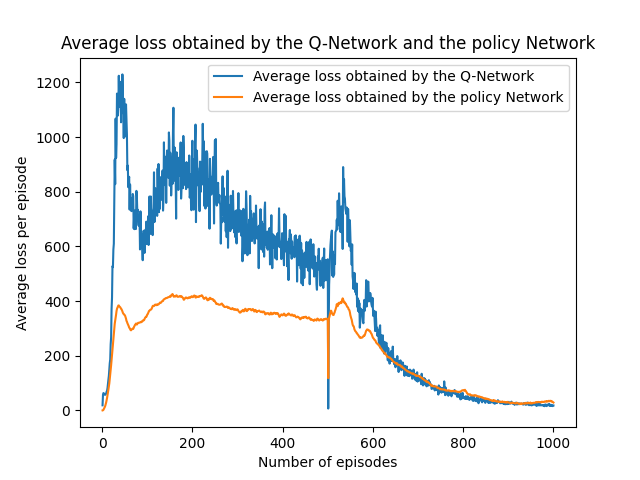 Average loss obtained by the Q-Network and the policy Network
Average loss obtained by the Q-Network
Average loss obtained by the policy Network
Average loss per episode
1200
1000
800
600
400
200
0
0 200 400 600 800 1000
Number of episodes